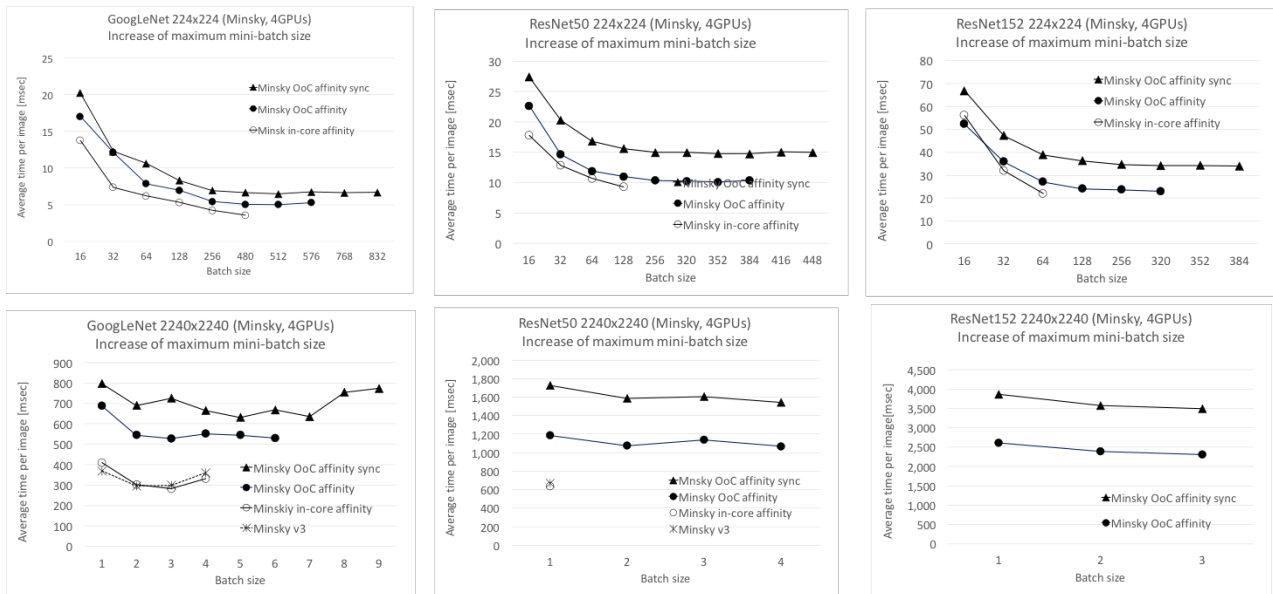 GoogLeNet 224x224 (Minsky, 4GPUs)
Increase of maximum mini-batch size
Average time per image [msec]
25
20
15
10
5
0
Minsky OoC affinity sync
Minsky OoC affinity
Minsk in-core affinity
16 32 64 128 256 480 512 576 768 832
Batch size
ResNet50 224x224 (Minsky, 4GPUs)
Increase of maximum mini-batch size
Average time per image [msec]
30
25
20
15
10
5
0
Minsky OoC affinity sync
Minsky OoC affinity
Minsky in-core affinity
16 32 64 128 256 320 352 384 416 448
Batch size
ResNet152 224x224 (Minsky, 4GPUs)
Increase of maximum mini-batch size
Average time per image [msec]
80
70
60
50
40
30
20
10
0
Minsky OoC affinity sync
Minsky OoC affinity
Minsky in-core affinity
16 32 64 128 256 320 352 384
Batch size
GoogLeNet 2240x2240 (Minsky, 4GPUs)
Increase of maximum mini-batch size
Average time per image [msec]
900
800
700
600
500
400
300
200
100
0
Minsky OoC affinity sync
Minsky OoC affinity
Minskiy in-core affinity
Minsky v3
1 2 3 4 5 6 7 8 9
Batch size
ResNet50 2240x2240 (Minsky, 4GPUs)
Increase of maximum mini-batch size
Average time per image [msec]
2,000
1,800
1,600
1,400
1,200
1,000
800
600
400
200
0
Mnsky OoC affinity sync
Minsky OoC affinity
Minsky in-core affinity
Minsky v3
1 2 3 4
Batch size
ResNet152 2240x2240 (Minsky, 4GPUs)
Increase of maximum mini-batch size
Average time per image[msec]
4,500
4,000
3,500
3,000
2,500
2,000
1,500
1,000
500
0
Mnsky OoC affinity sync
Minsky OoC affinity
1 2 3
Batch size